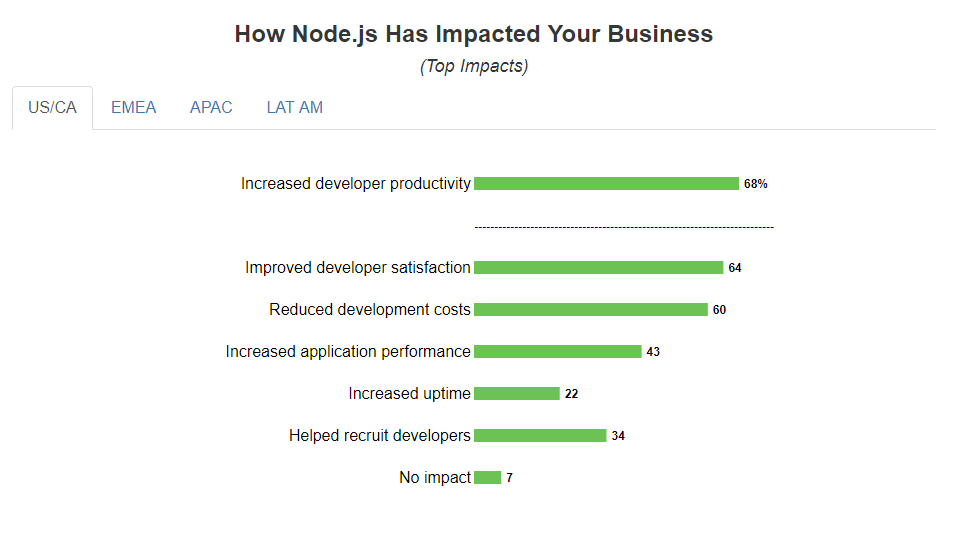 How Node.js Has Impacted Your Business
(Top Impacts)
US/CA EMEA APAC LAT AM
Increased developer productivity 68%
---------------------------------------------------------------------------
Improved developer satisfaction 64
Reduced development costs 60
Increased application performance 43
Increased uptime 22
Helped recruit developers 34
No impact 7